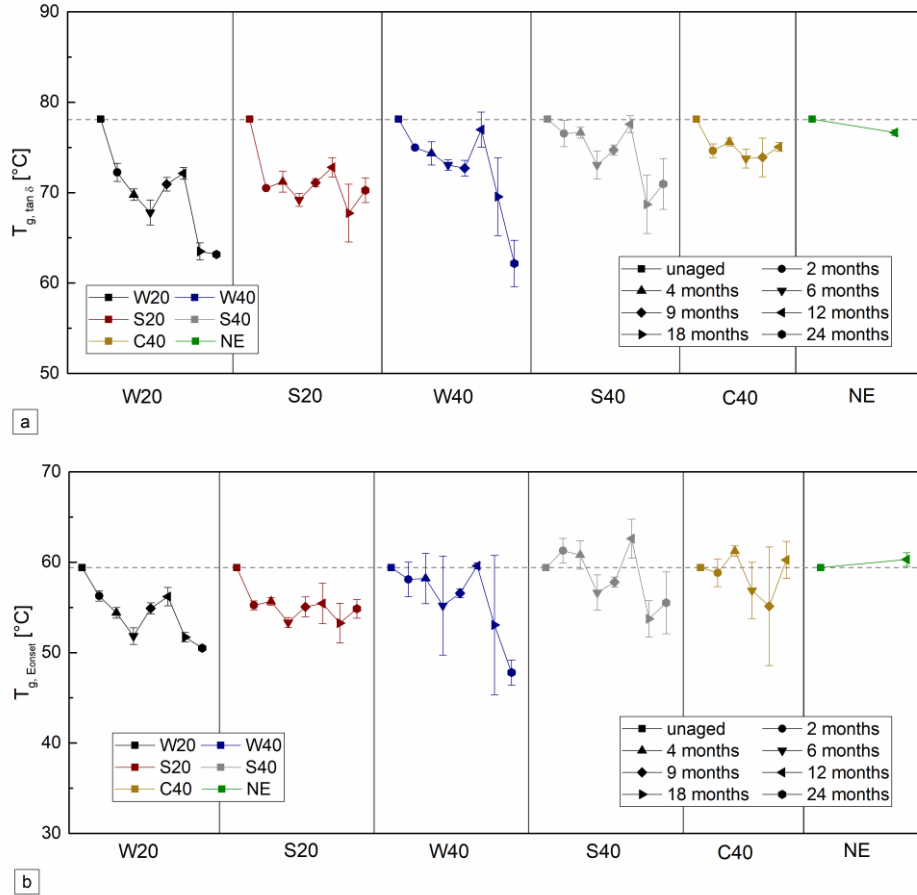 90
80
70
60
50
T g, tan δ [°C]
W20 W40
S20 S40
C40 NE
unaged 2 months
4 months 6 months
9 months 12 months
18 months 24 months
W20 S20 W40 S40 C40 NE
a
70
60
50
40
30
T g, Eonset [°C]
W20 W40
S20 S40
C40 NE
unaged 2 months
4 months 6 months
9 months 12 months
18 months 24 months
W20 S20 W40 S40 C40 NE
b